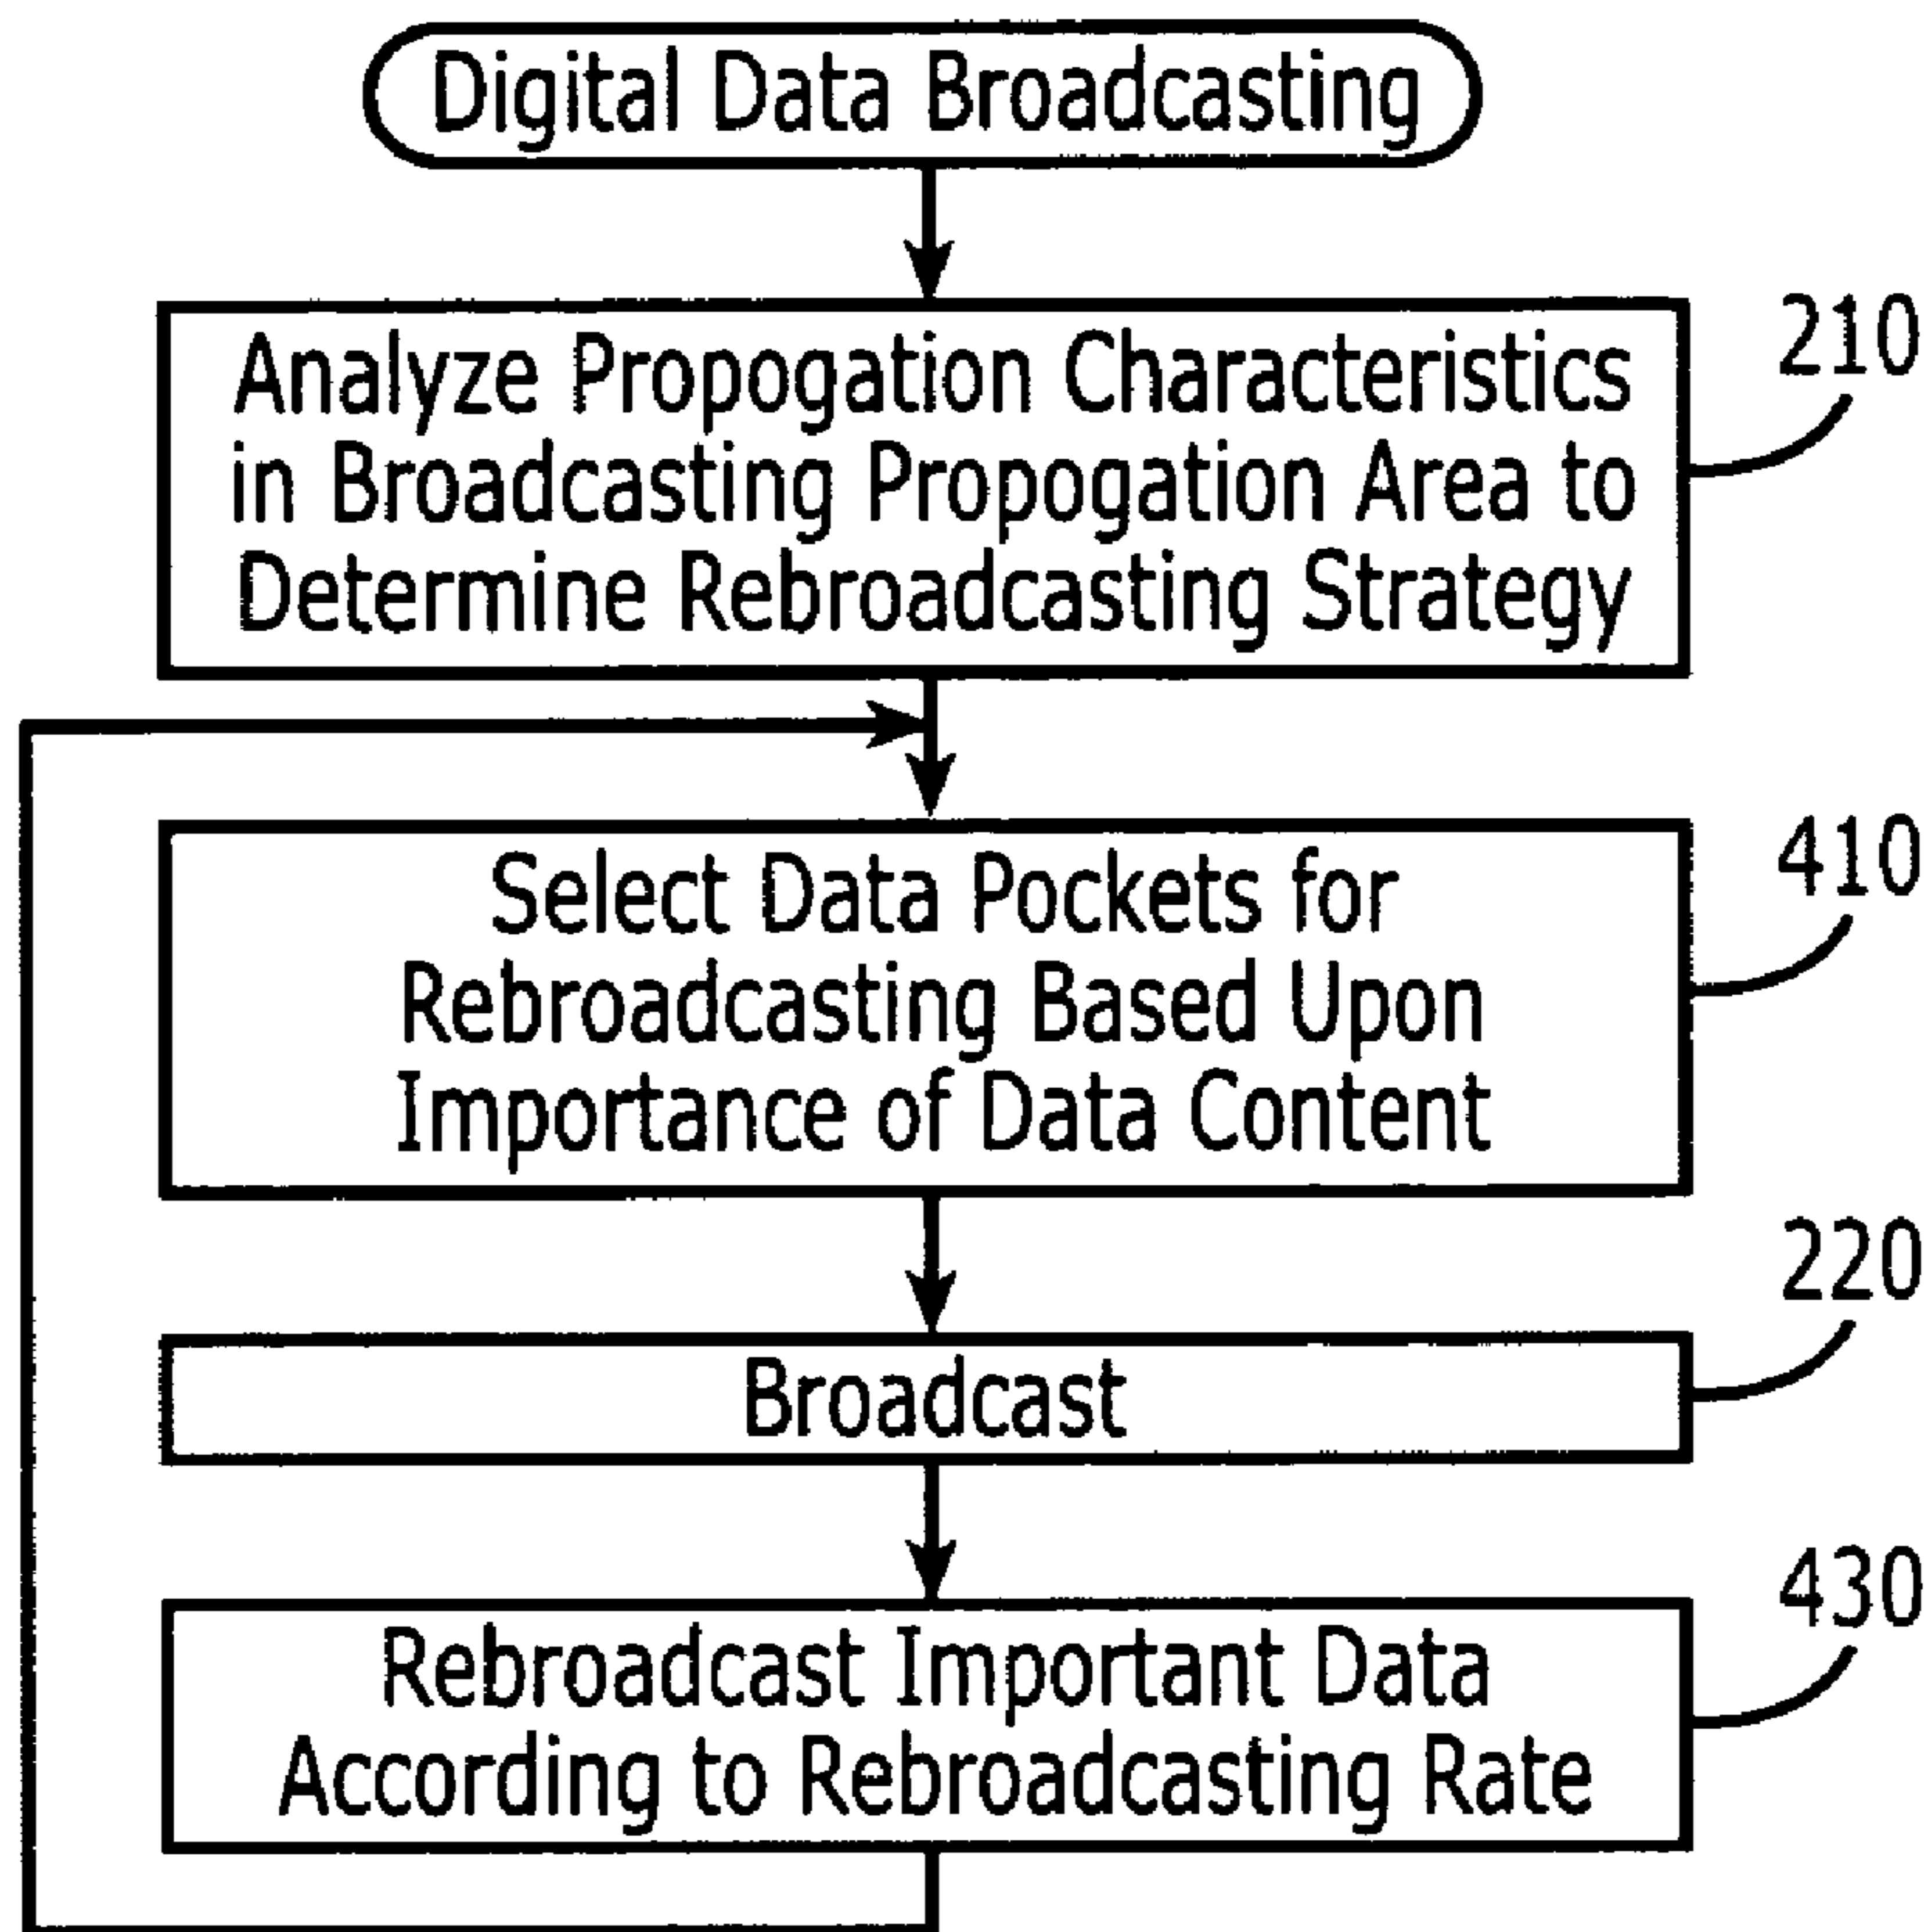 Digital Data Broadcasting
210
Analyze Propogation Characteristics
in Broadcasting Propogation Area to
Determine Rebroadcasting Strategy
410
Select Data Pockets for
Rebroadcasting Based Upon
Importance of Data Content
220
Broadcast
430
Rebroadcast Important Data
According to Rebroadcasting Rate